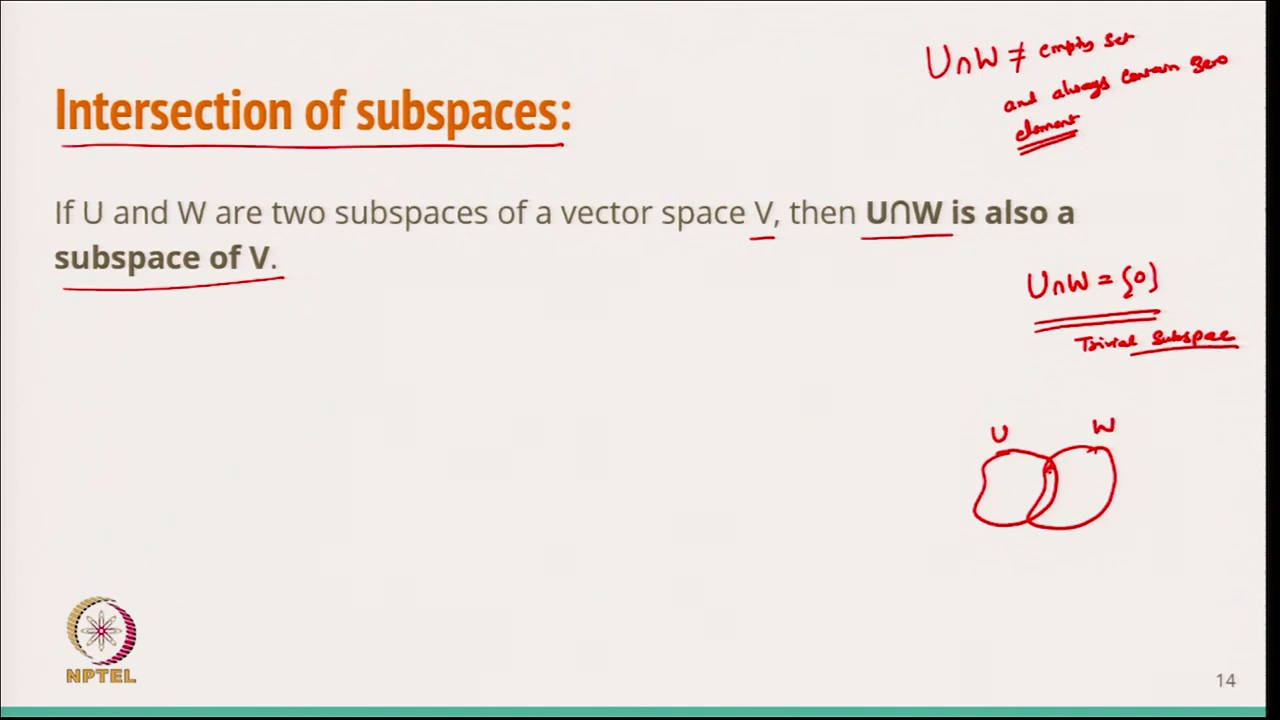 U∩W ≠ empty set
and always contain zero
element
Intersection of subspaces:
If U and W are two subspaces of a vector space V, then U∩W is also a
subspace of V.
U∩W = {0}
Trivial Subspac
U W
NPTEL
14